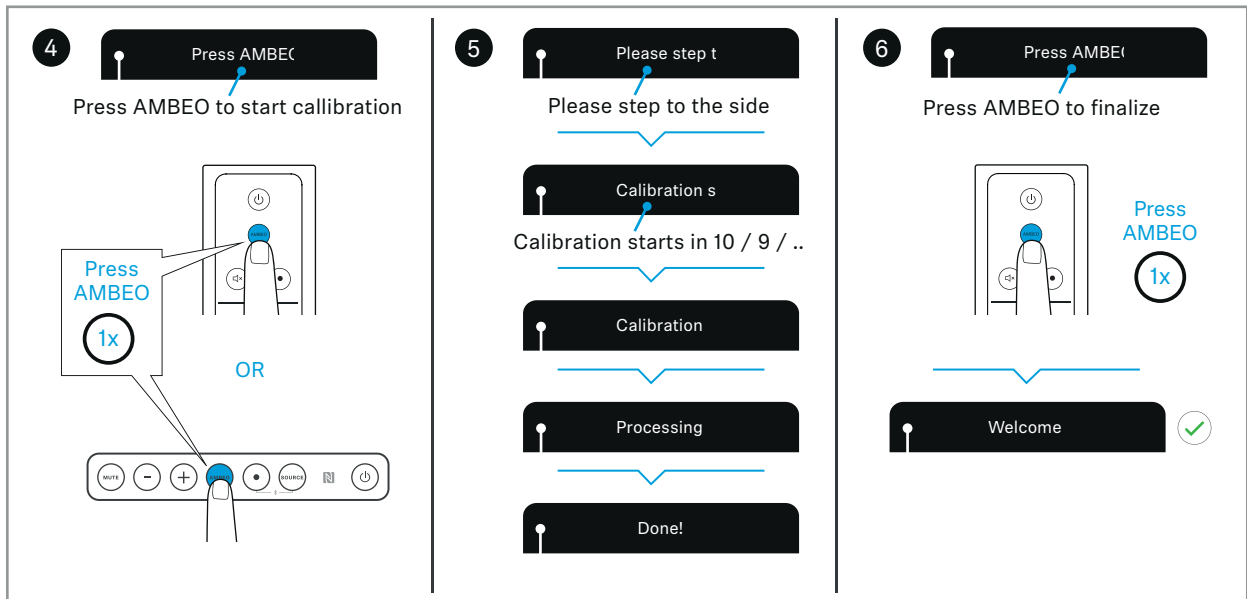 4
Press AMBE(
Press AMBEO to start callibration
AMBEO
Press
AMBEO
1x
OR
MUTE
SOURCE
5
Please step t
Please step to the side
Calibration s
Calibration starts in 10 / 9 / ..
Calibration
Processing
Done!
6
Press AMBE(
Press AMBEO to finalize
AMBEO
Press
AMBEO
1x
Welcome